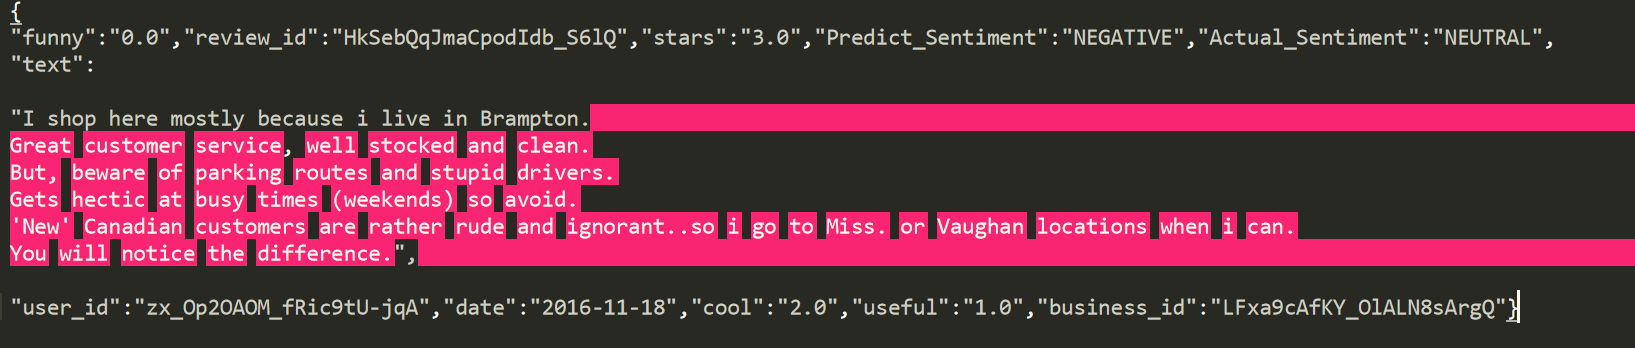 {
"funny":"0.0","review_id":"HkSebQqJmaCpodIdb_S6lQ","stars":"3.0","Predict_Sentiment":"NEGATIVE","Actual_Sentiment":"NEUTRAL",
"text":
"I shop here mostly because i live in Brampton.
Great customer service, well stocked and clean.
But, beware of parking routes and stupid drivers.
Gets hectic at busy times (weekends) so avoid.
'New' Canadian customers are rather rude and ignorant..so i go to Miss. or Vaughan locations when i can.
You will notice the difference.",
"user_id":"zx_Op2OAOM_fRic9tU-jqA","date":"2016-11-18","cool":"2.0","useful":"1.0","business_id":"LFxa9cAfKY_OlALN8sArgQ"}